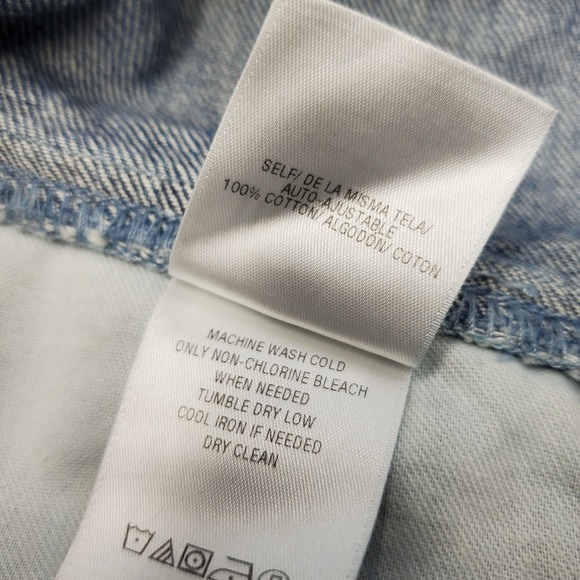 SELF/ DE LA MISMA TELA/
AUTO-AJUSTABLE
100% COTTON/ ALGODÓN/ COTON
MACHINE WASH COLD
ONLY NON-CHLORINE BLEACH
WHEN NEEDED
TUMBLE DRY LOW
COOL IRON IF NEEDED
DRY CLEAN